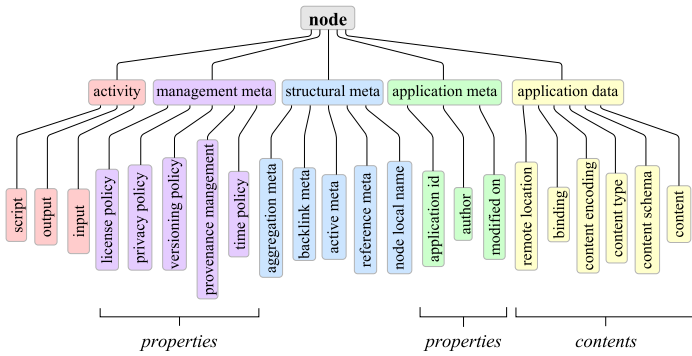 node
activity
management meta
structural meta
application meta
application data
script
output
input
license policy
privacy policy
versioning policy
provenance mangement
time policy
aggregation meta
backlink meta
active meta
reference meta
node local name
application id
author
modified on
remote location
binding
content encoding
content type
content schema
content
properties
properties
contents